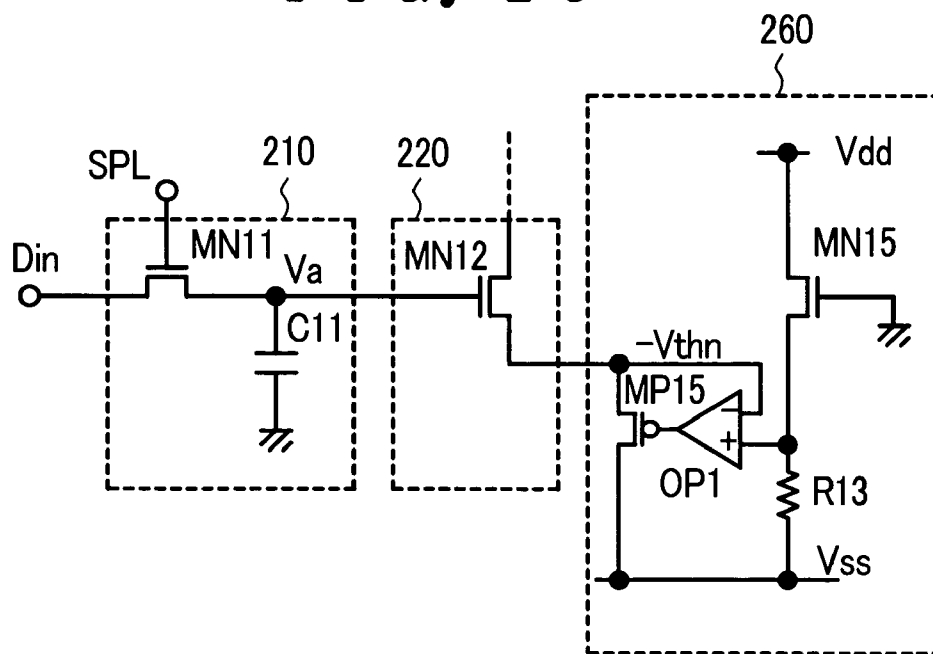 260
SPL
210
220
Vdd
Din
MN11
Va
MN12
MN15
C11
-Vthn
MP15
-
+
OP1
R13
Vss